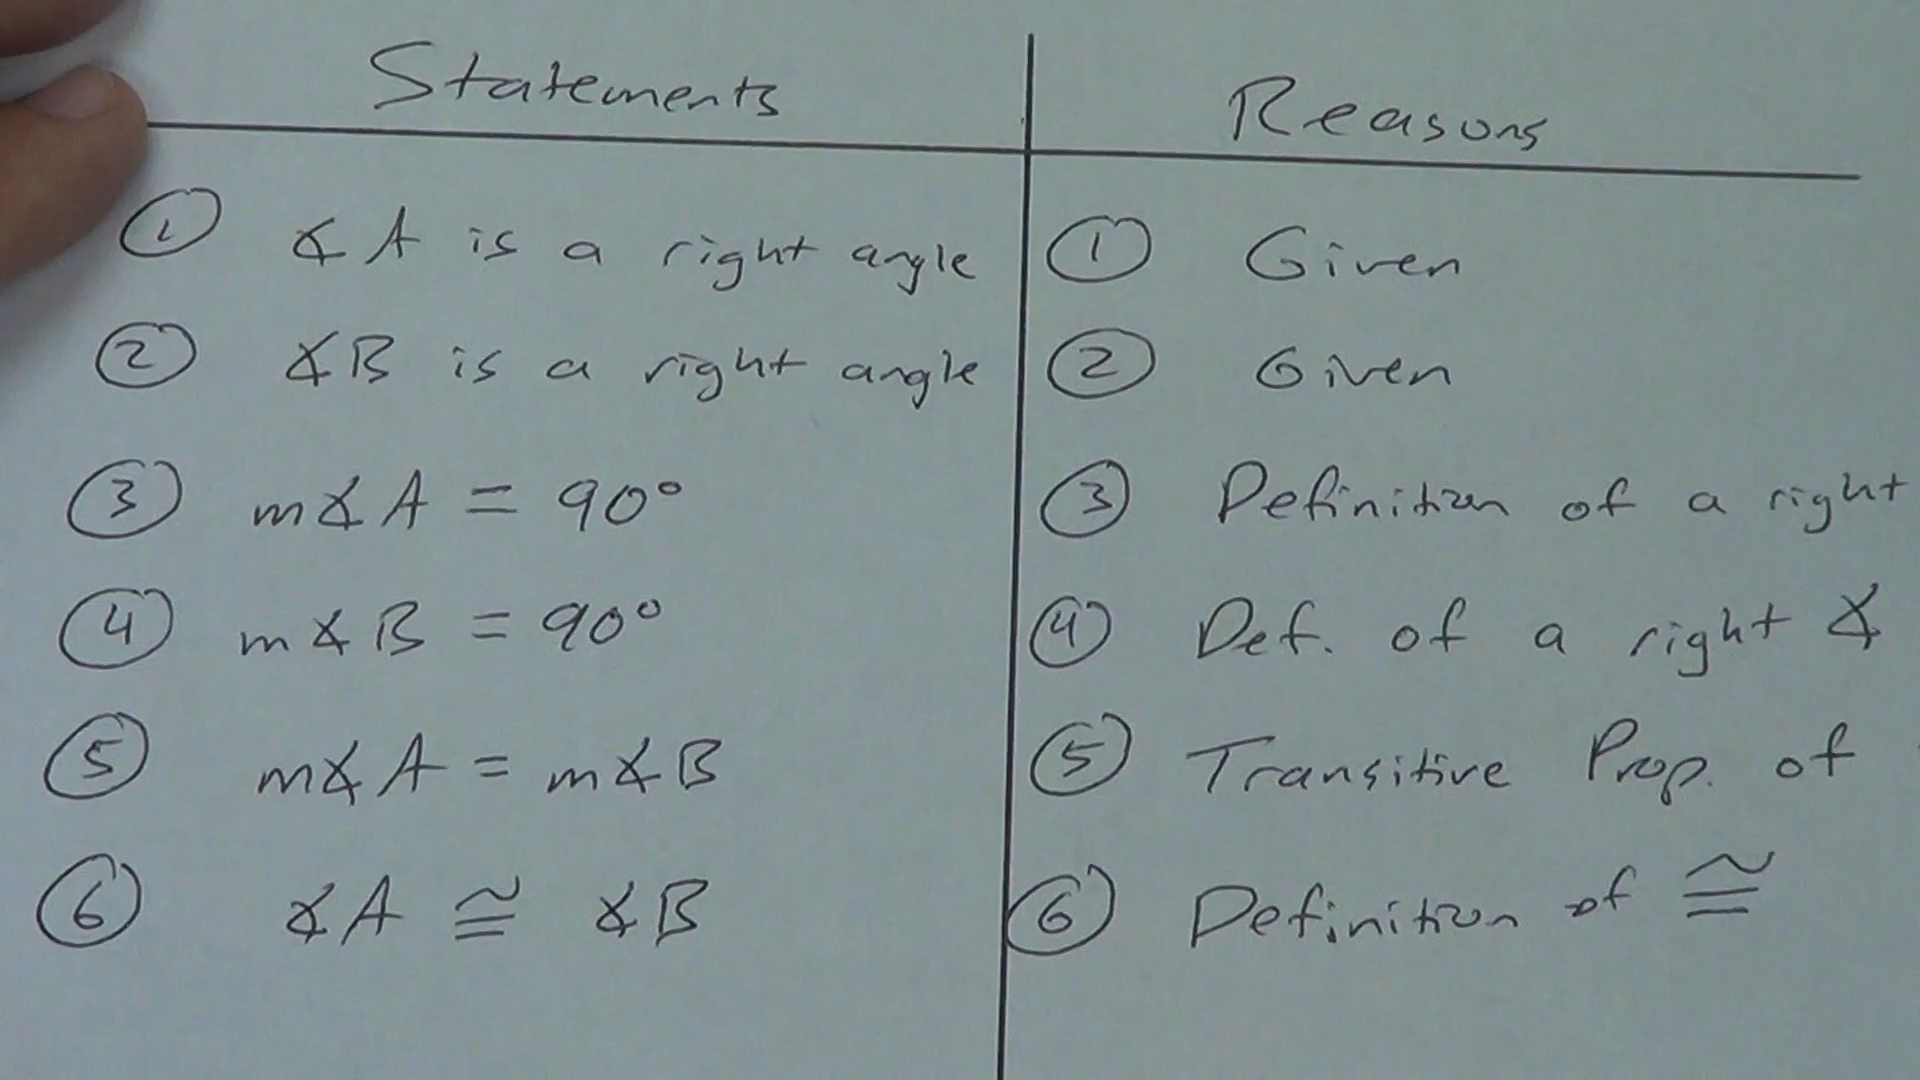 Statements Reasons
① ∡A is a right angle ① Given
② ∡B is a right angle ② Given
③ m∡A = 90° ③ Definition of a right
④ m∡B = 90° ④ Def. of a right ∡
⑤ m∡A = m∡B ⑤ Transitive Prop. of
⑥ ∡A ≅ ∡B ⑥ Definition of ≅